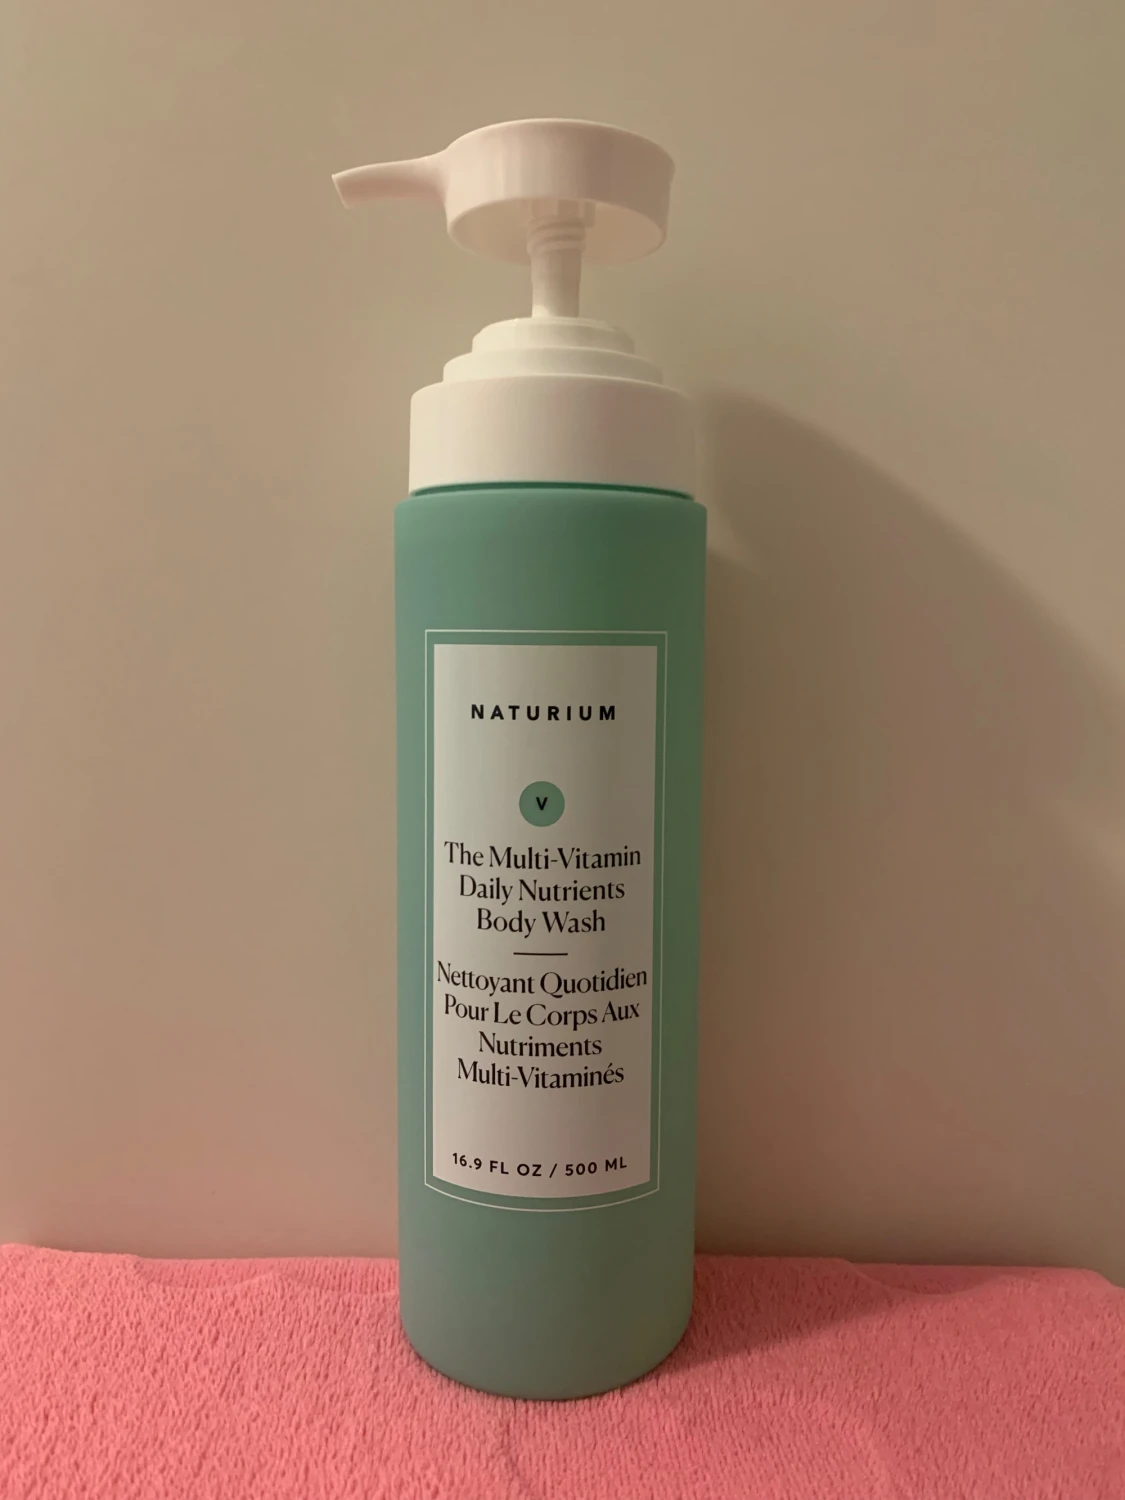 NATURIUM
V
The Multi-Vitamin
Daily Nutrients
Body Wash
Nettoyant Quotidien
Pour Le Corps Aux
Nutriments
Multi-Vitaminés
16.9 FL OZ / 500 ML